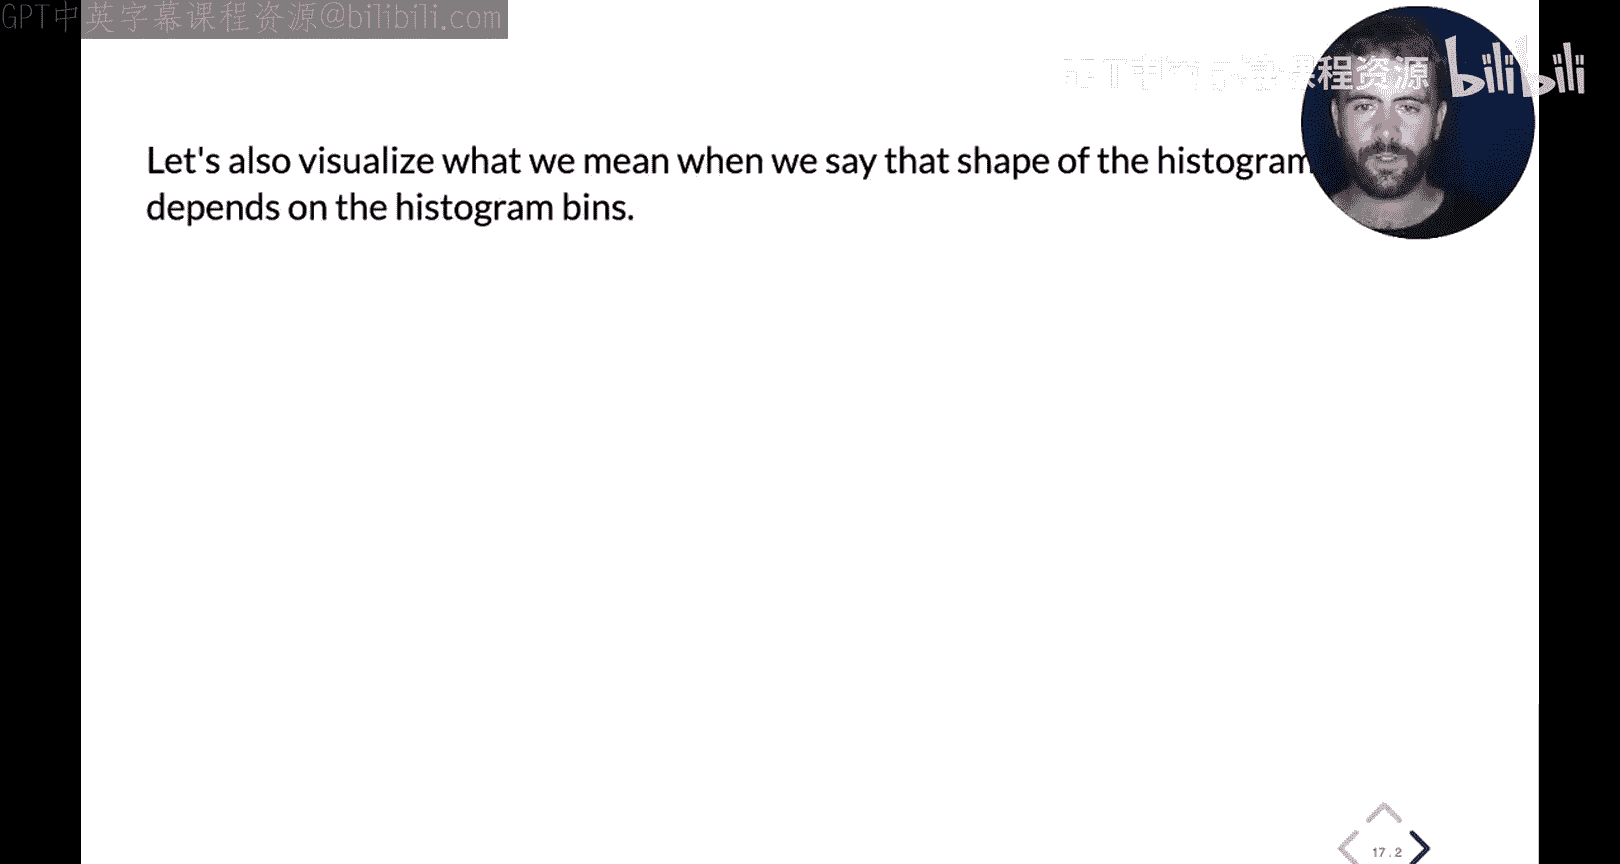 GPT中英字幕课程资源@bilibili.com
课程资源 bilibili
Let's also visualize what we mean when we say that shape of the histogram
depends on the histogram bins.
17.2